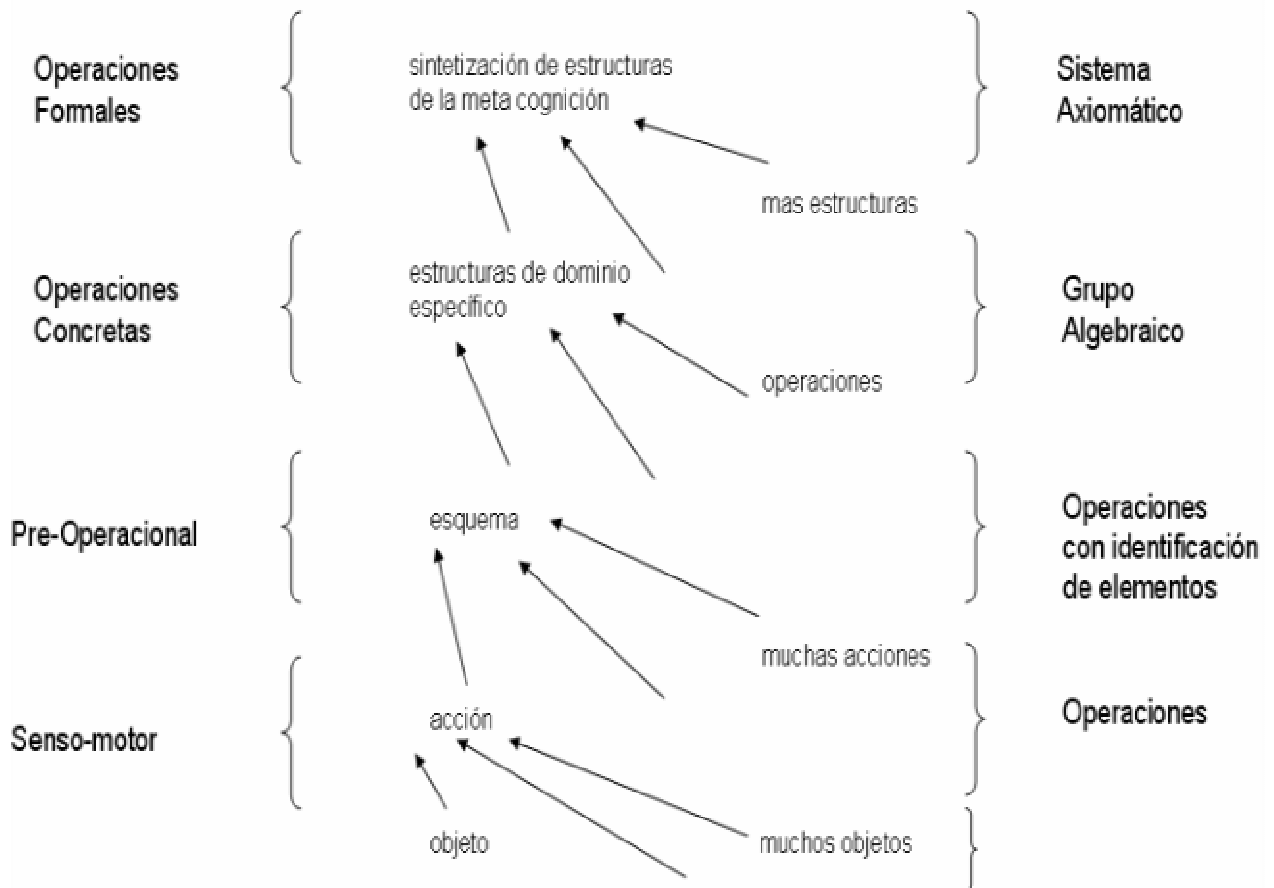 Operaciones
Formales
sintetización de estructuras
de la meta cognición
Sistema
Axiomático
mas estructuras
Operaciones
Concretas
estructuras de dominio
específico
Grupo
Algebraico
operaciones
Pre-Operacional
esquema
Operaciones
con identificación
de elementos
muchas acciones
Senso-motor
acción
Operaciones
objeto
muchos objetos